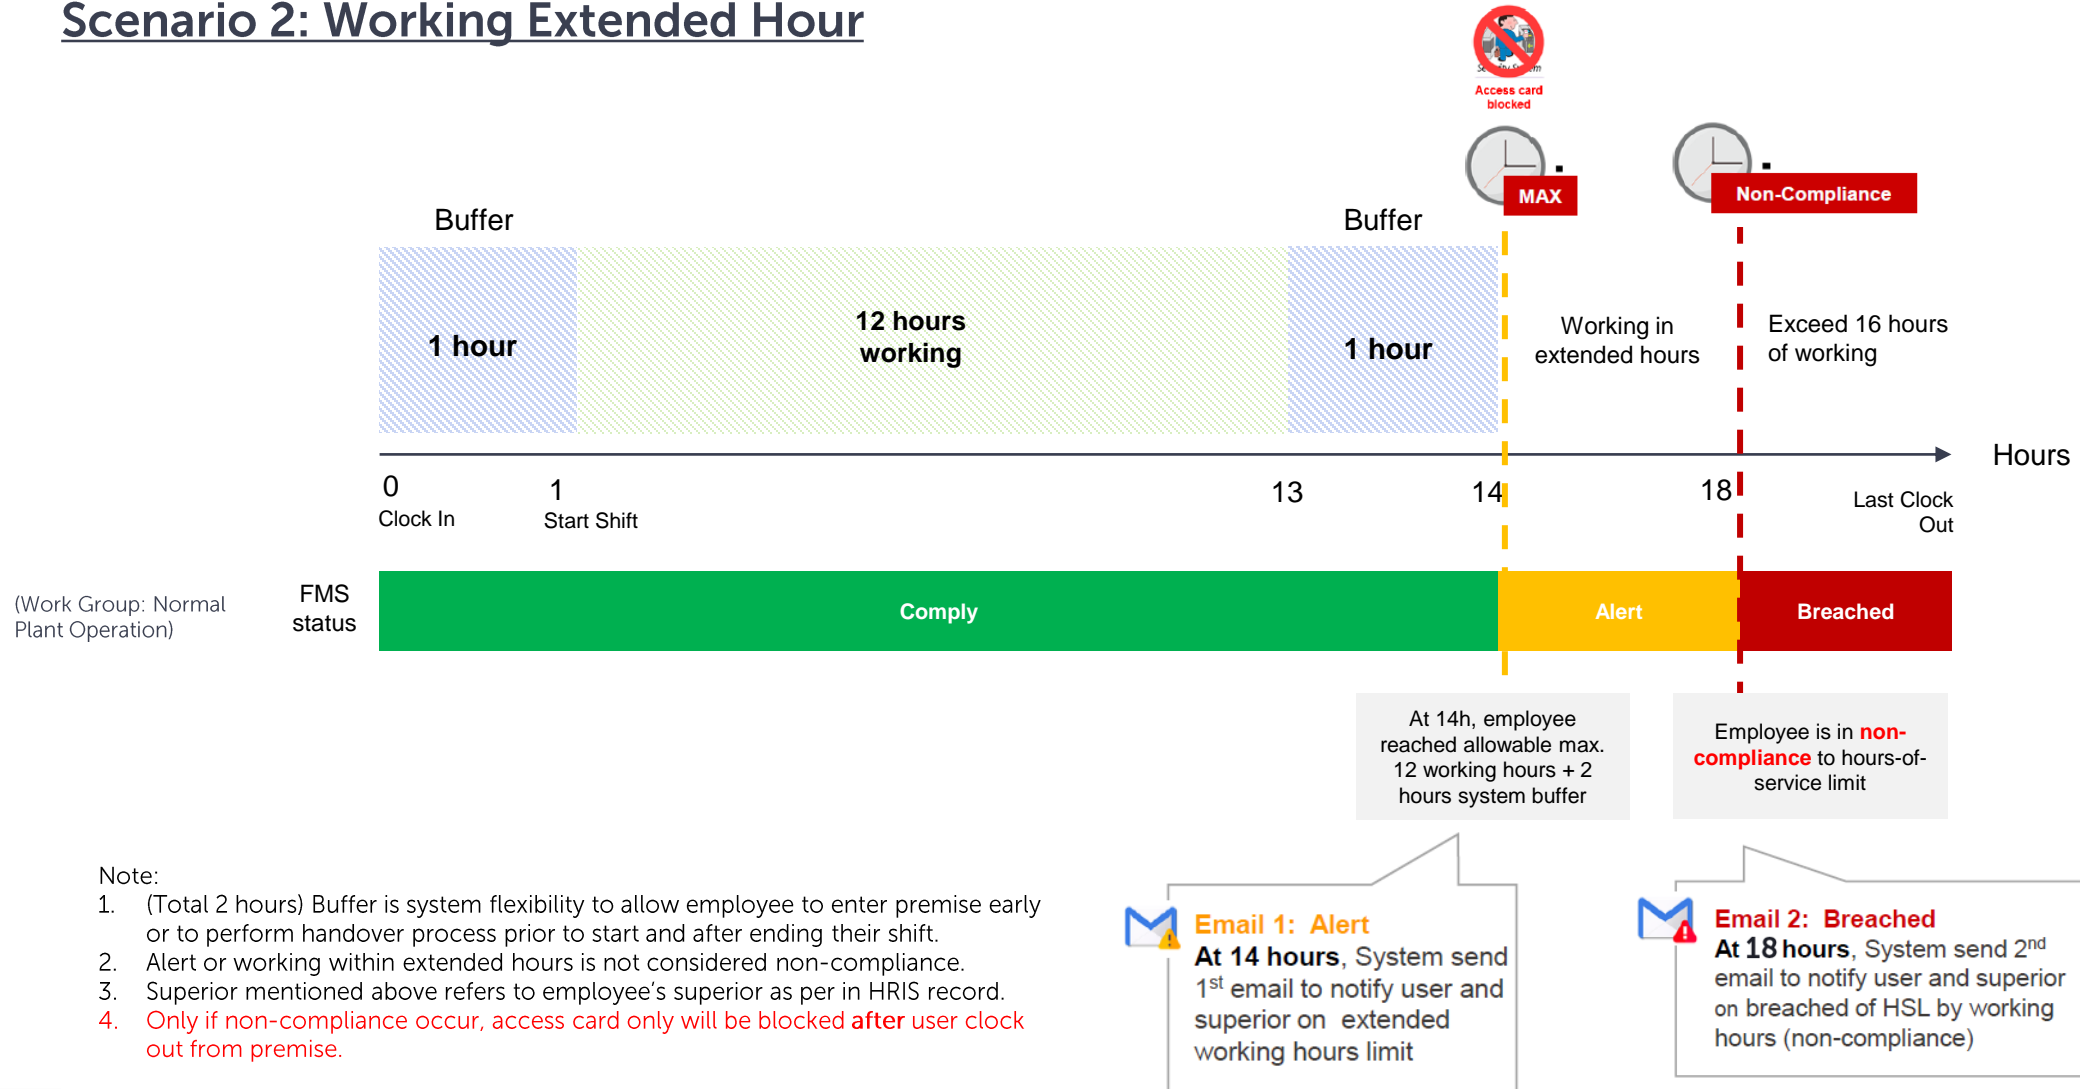 Scenario 2: Working Extended Hour
Access card
blocked
MAX
Non-Compliance
Buffer
Buffer
1 hour
12 hours
working
1 hour
Working in
extended hours
Exceed 16 hours
of working
Hours
0
1
13
14
18
Clock In
Start Shift
Last Clock
Out
(Work Group: Normal
Plant Operation)
FMS
status
Comply
Alert
Breached
At 14h, employee
reached allowable max.
12 working hours + 2
hours system buffer
Employee is in non-
compliance to hours-of-
service limit
Note:
1. (Total 2 hours) Buffer is system flexibility to allow employee to enter premise early
or to perform handover process prior to start and after ending their shift.
2. Alert or working within extended hours is not considered non-compliance.
3. Superior mentioned above refers to employee's superior as per in HRIS record.
4. Only if non-compliance occur, access card only will be blocked after user clock
out from premise.
Email 1: Alert
At 14 hours, System send
1st email to notify user and
superior on extended
working hours limit
Email 2: Breached
At 18 hours, System send 2nd
email to notify user and superior
on breached of HSL by working
hours (non-compliance)